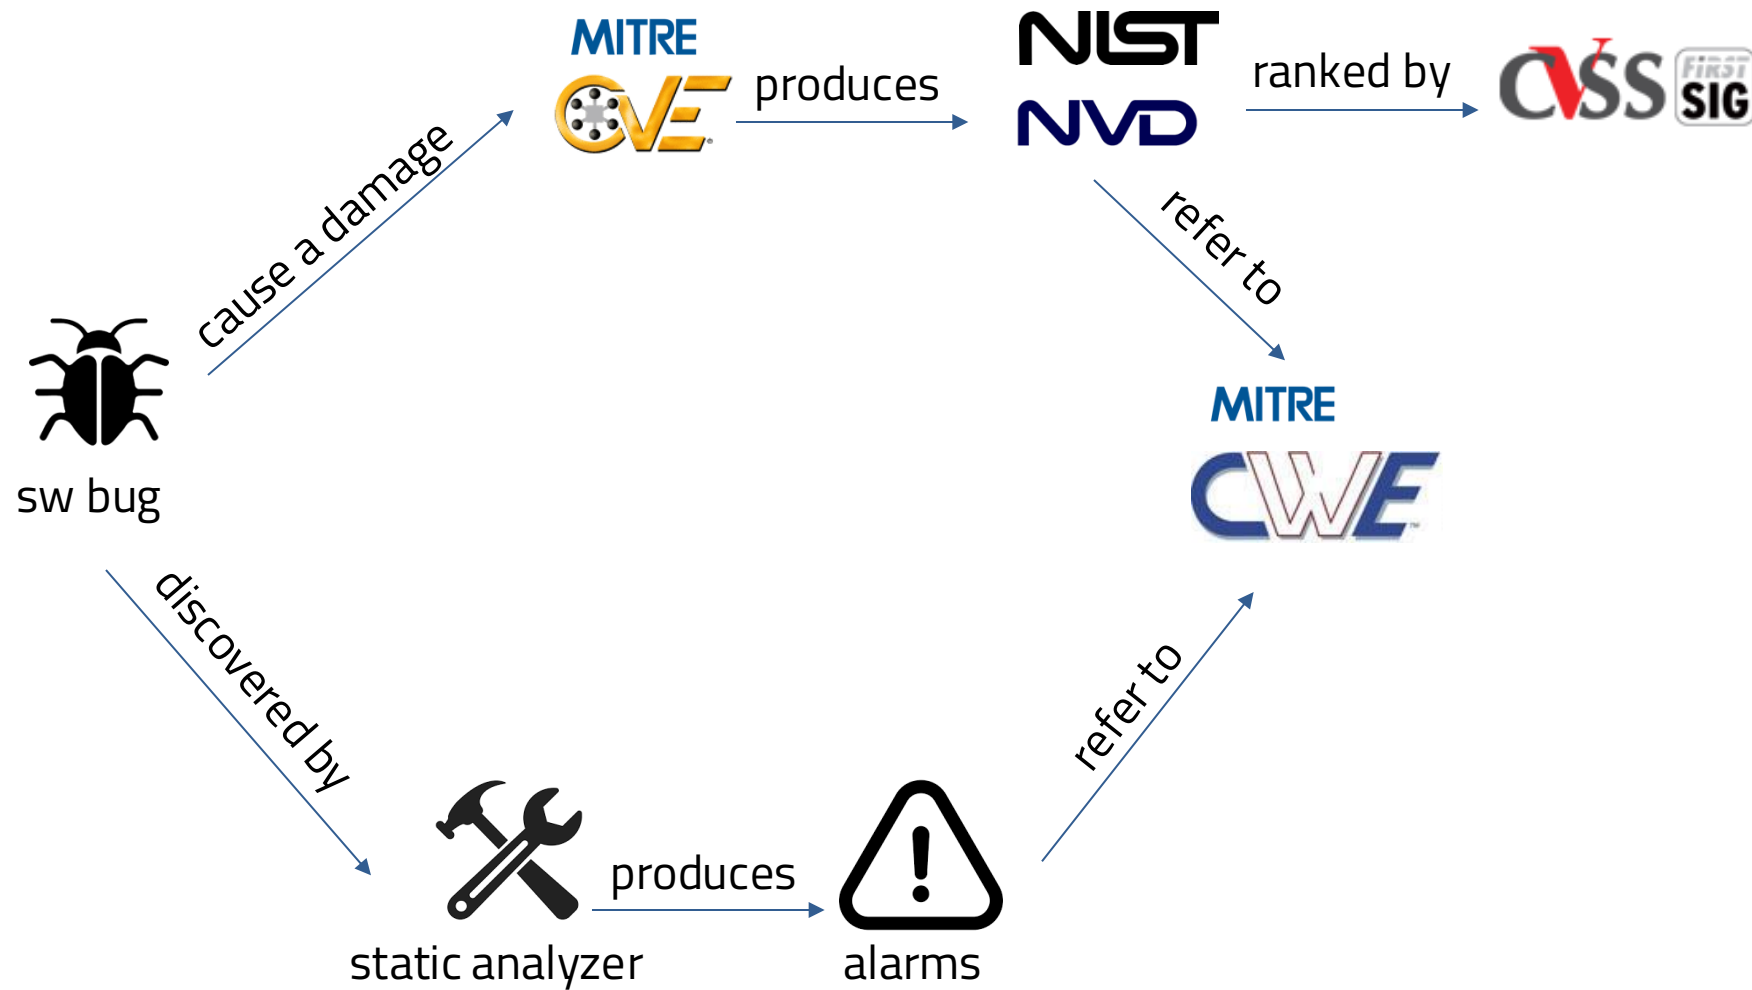 MITRE
CVE
produces
NIST
NVD
ranked by
CVSS
FIRST
SIG
cause a damage
refer to
sw bug
MITRE
CWE
discovered by
refer to
produces
static analyzer
alarms